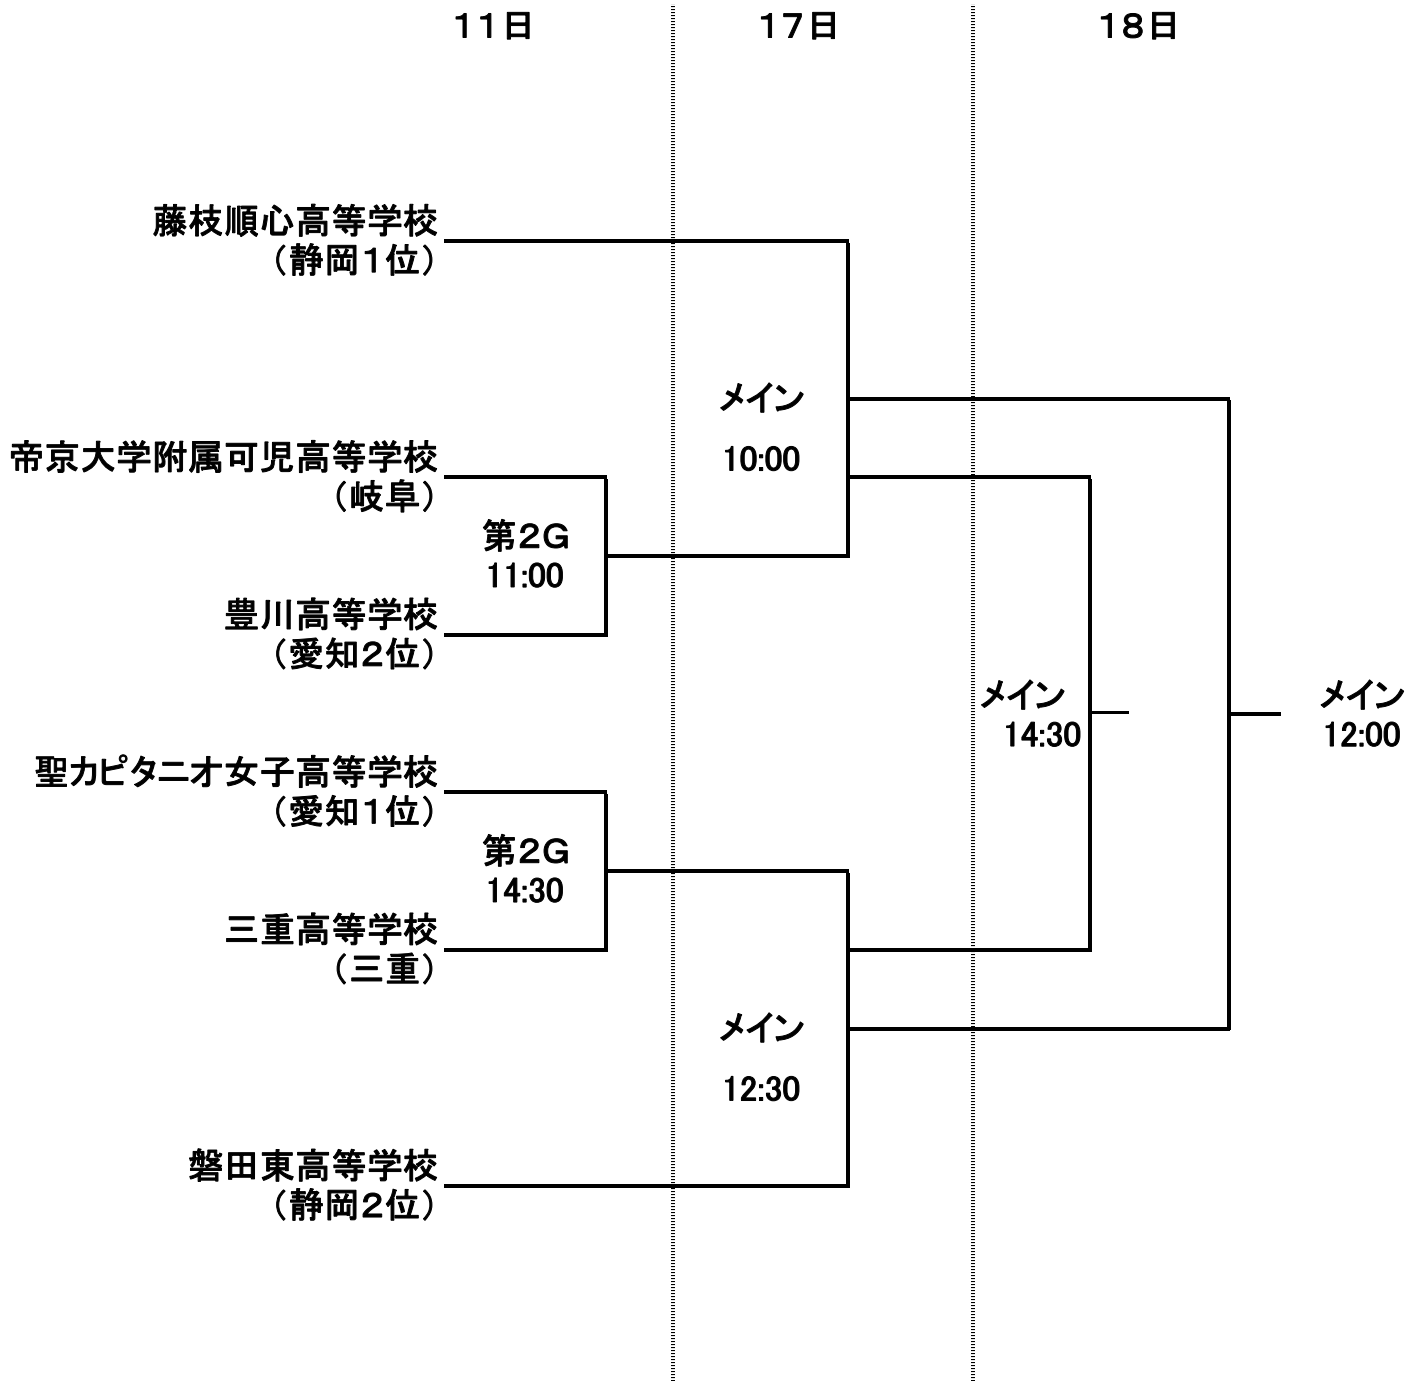 11日
17日
18日
藤枝順心高等学校
（静岡１位）
メイン
10:00
帝京大学附属可児高等学校
（岐阜）
第２Ｇ
11:00
豊川高等学校
（愛知２位）
メイン
14:30
メイン
12:00
聖カピタニオ女子高等学校
（愛知１位）
第２Ｇ
14:30
三重高等学校
（三重）
メイン
12:30
磐田東高等学校
（静岡２位）